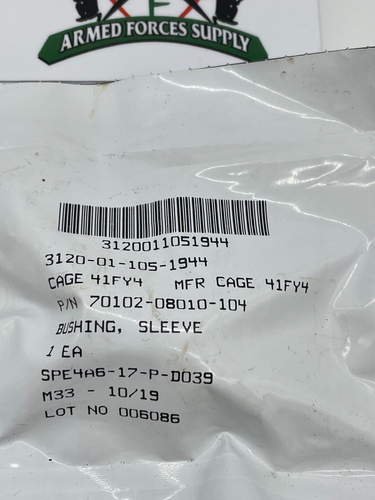 ARMED FORCES SUPPLY
3120011051944
3120-01-105-1944
CAGE 41FY4 MFR CAGE 41FY4
P/N 70102-08010-104
BUSHING, SLEEVE
1 EA
SPE4A6-17-P-D039
M33 - 10/19
LOT NO 006086